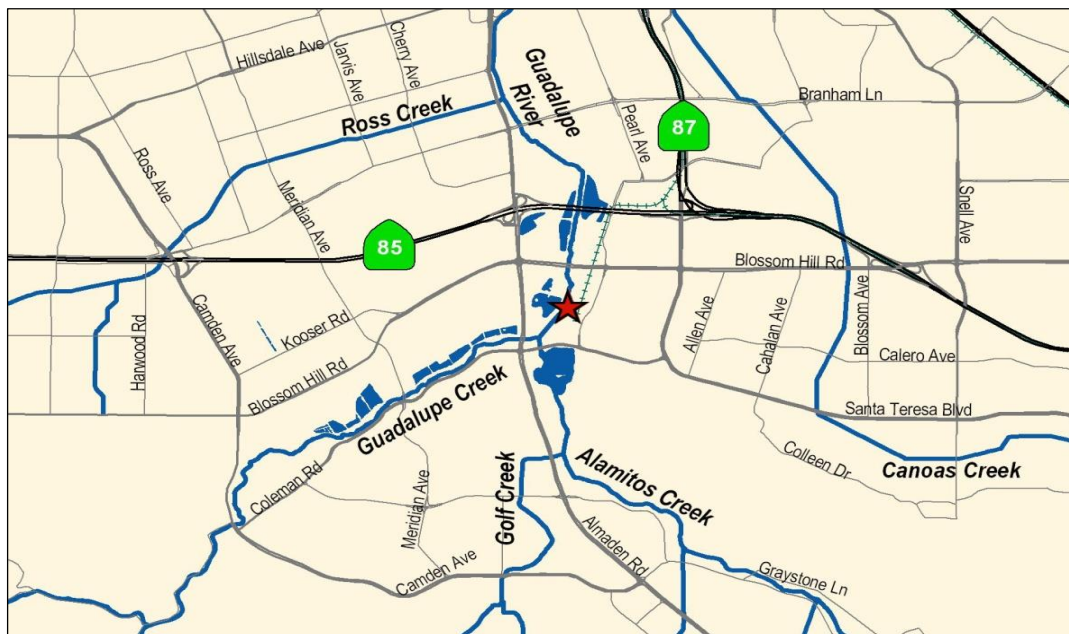 Hillsdale Ave
Jarvis Ave
Cherry Ave
Guadalupe
River
Ross Creek
Pearl Ave
87
Branham Ln
Ross Ave
Meridian Ave
85
Snell Ave
Blossom Hill Rd
Camden Ave
Harwood Rd
Kooser Rd
Allen Ave
Cahalan Ave
Blossom Ave
Calero Ave
Blossom Hill Rd
Guadalupe Creek
Santa Teresa Blvd
Colleen Dr
Canoas Creek
Coleman Rd
Meridian Ave
Golf Creek
Alamitos Creek
Almaden Rd
Camden Ave
Graystone Ln